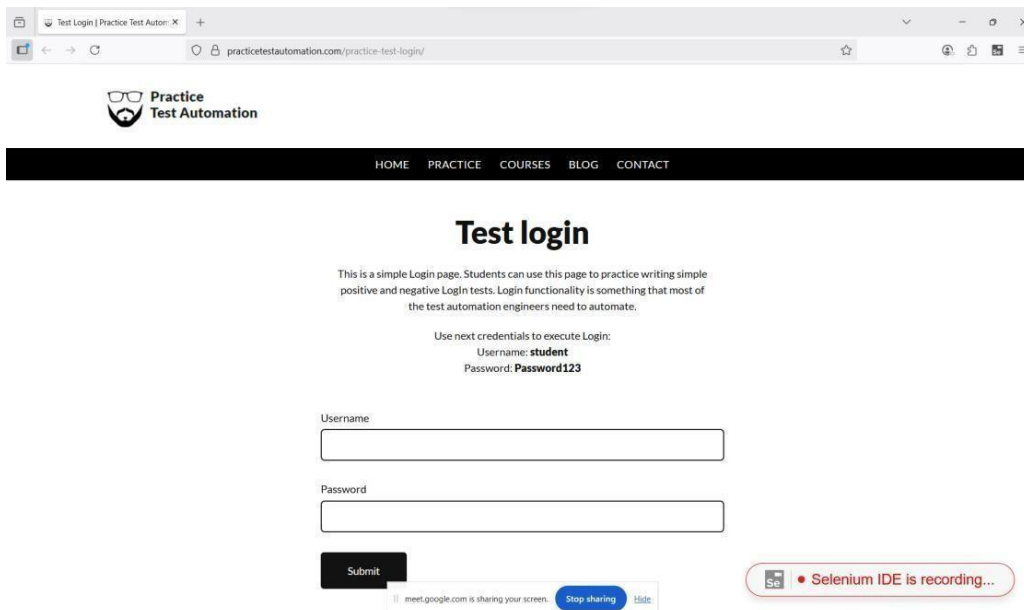 Test Login | Practice Test Autom
practicetestautomation.com/practice-test-login/
Practice
Test Automation
HOME PRACTICE COURSES BLOG CONTACT
Test login
This is a simple Login page. Students can use this page to practice writing simple
positive and negative LogIn tests. Login functionality is something that most of
the test automation engineers need to automate.
Use next credentials to execute Login:
Username: student
Password: Password123
Username
Password
Submit
meet.google.com is sharing your screen. Stop sharing Hide
Se Selenium IDE is recording...